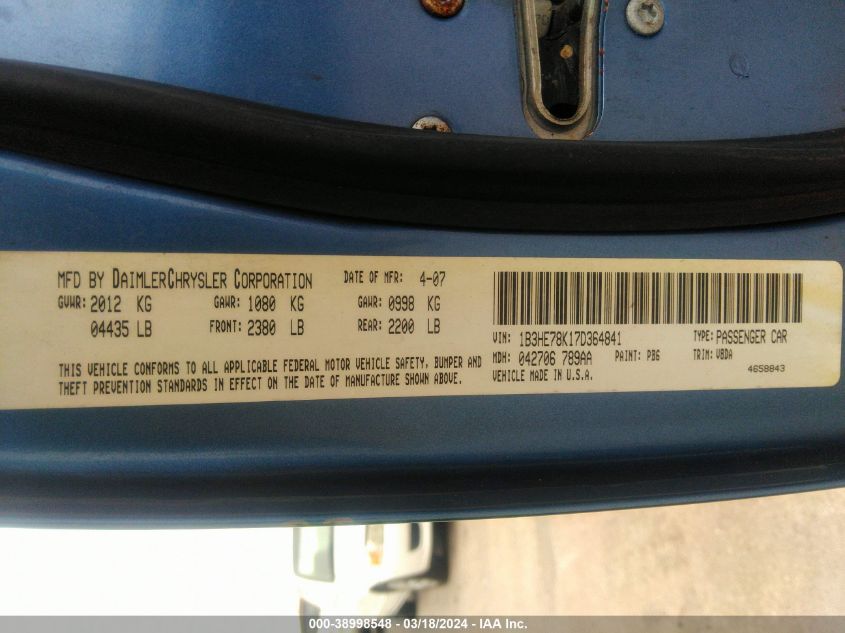 MFD BY DAIMLERCHRYSLER CORPORATION DATE OF MFR: 4-07
GVWR: 2012 KG GAWR: 1080 KG GAWR: 0998 KG
04435 LB FRONT: 2380 LB REAR: 2200 LB
THIS VEHICLE CONFORMS TO ALL APPLICABLE FEDERAL MOTOR VEHICLE SAFETY, BUMPER AND
THEFT PREVENTION STANDARDS IN EFFECT ON THE DATE OF MANUFACTURE SHOWN ABOVE.
VIN: 1B3HE78K17D364841 TYPE: PASSENGER CAR
MDH: 042706 789AA PAINT: PB6 TRIM: VBDA
VEHICLE MADE IN U.S.A. 4658843
000-38998548 - 03/18/2024 - IAA Inc.